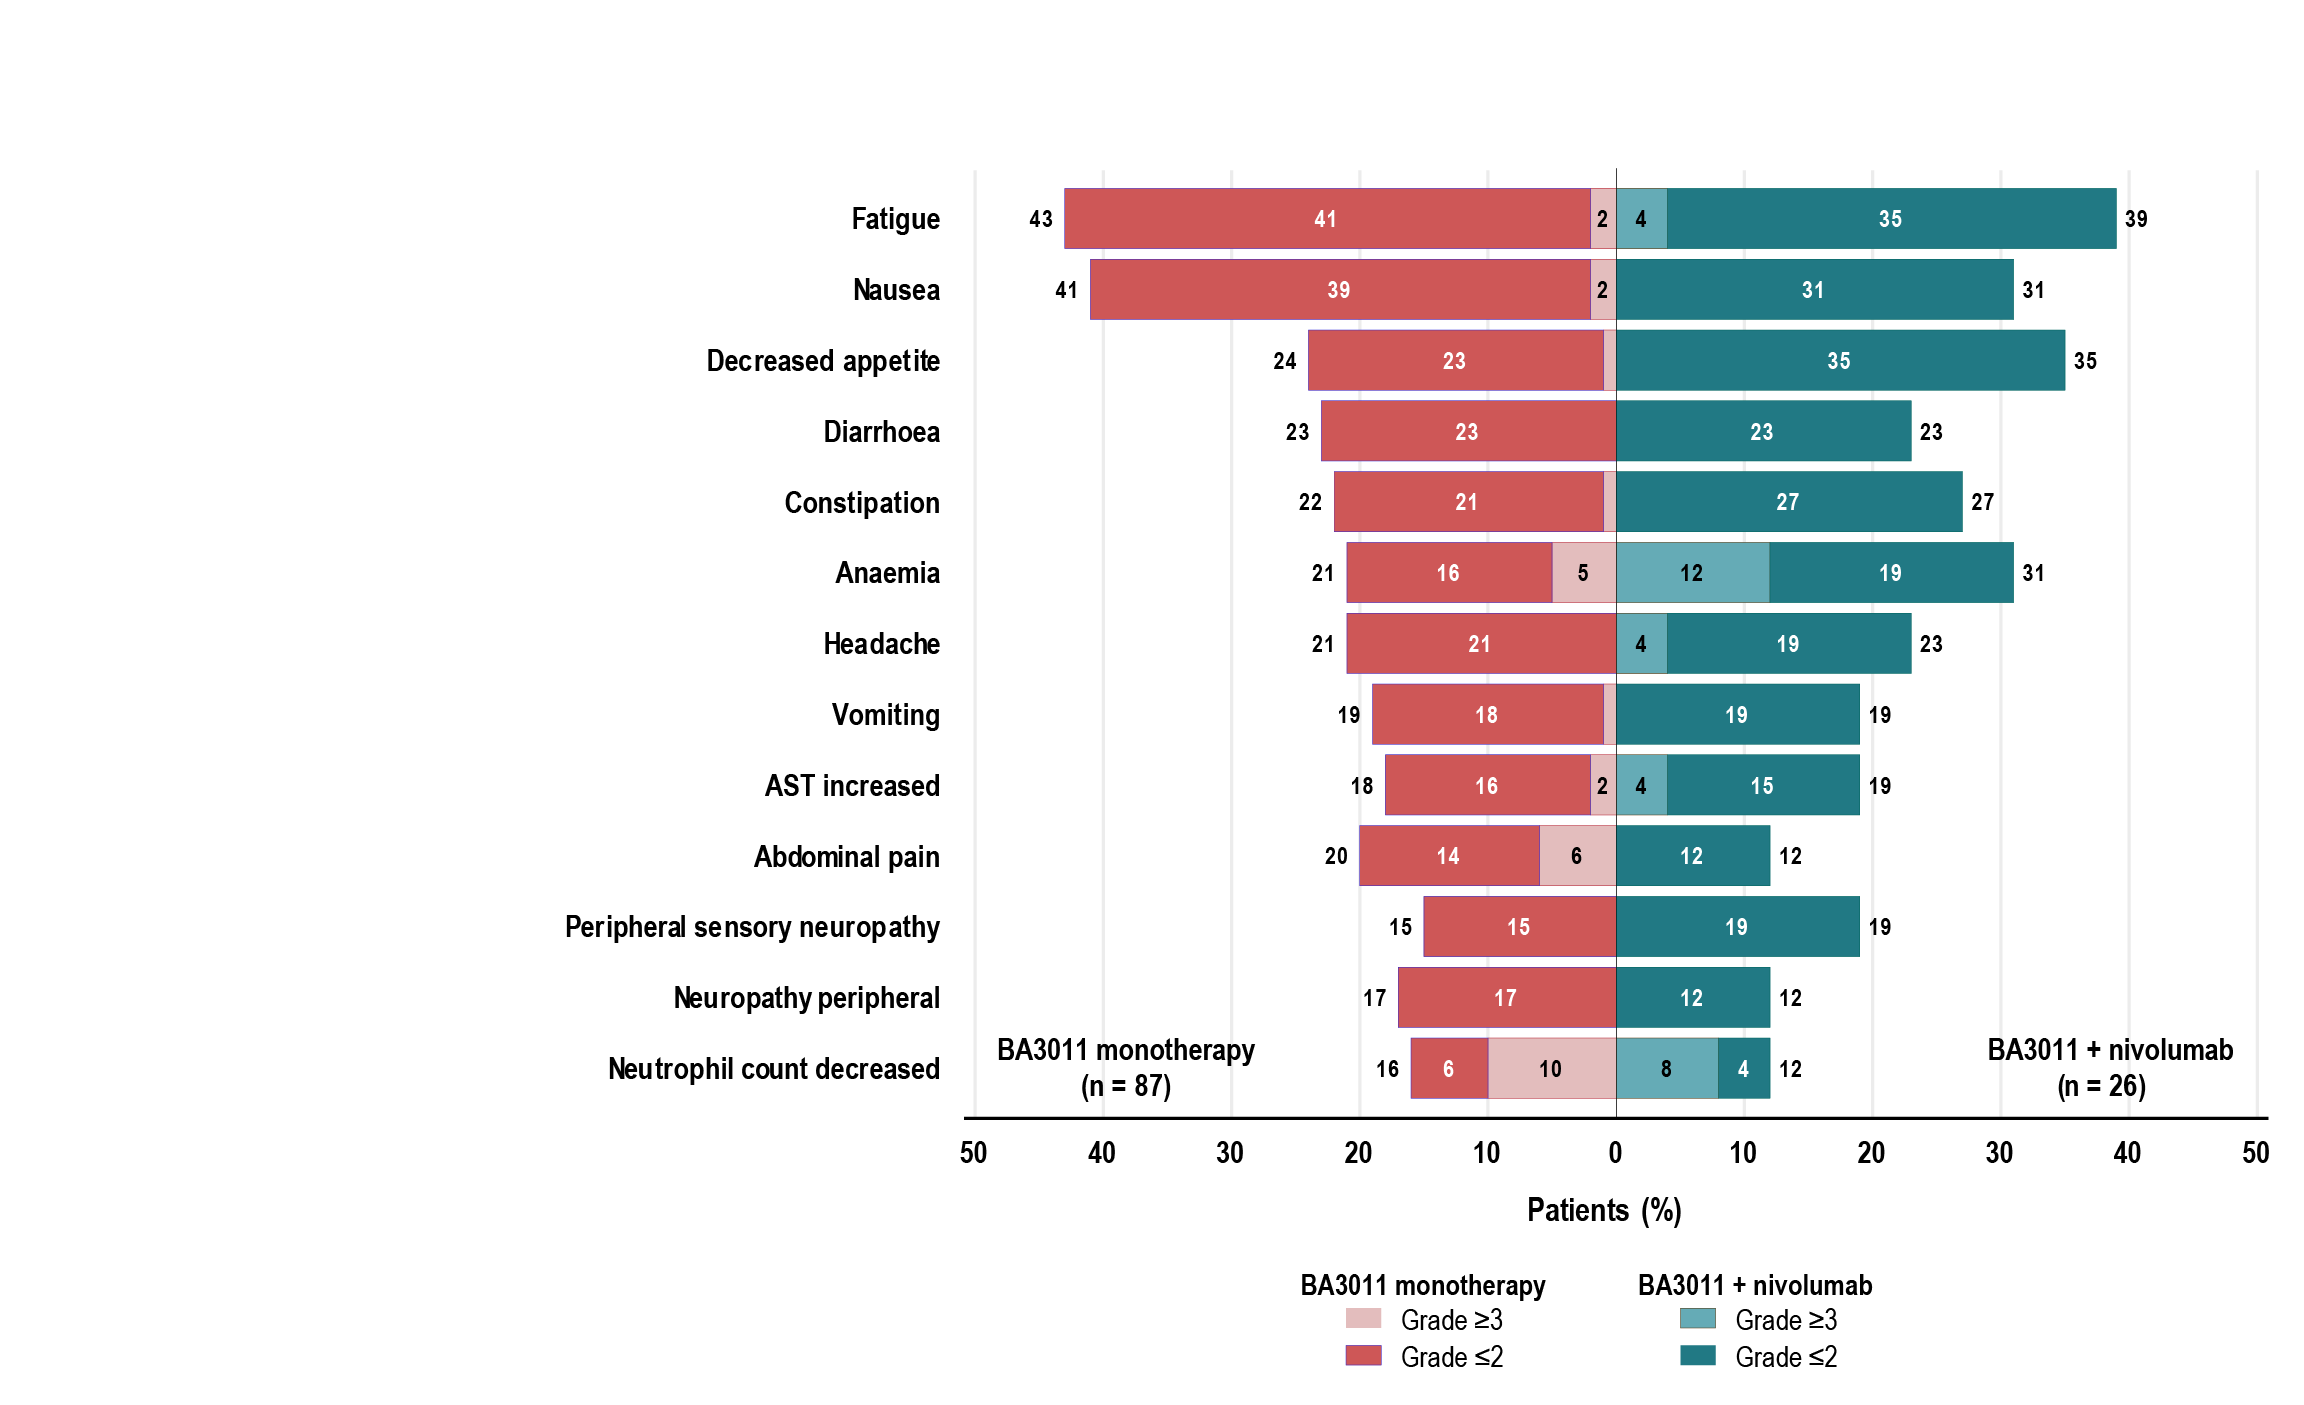 Fatigue 43 41 2 4 35 39
Nausea 41 39 2 31 31
Decreased appetite 24 23 35 35
Diarrhoea 23 23 23 23
Constipation 22 21 27 27
Anaemia 21 16 5 12 19 31
Headache 21 21 4 19 23
Vomiting 19 18 19 19
AST increased 18 16 2 4 15 19
Abdominal pain 20 14 6 12 12
Peripheral sensory neuropathy 15 15 19 19
Neuropathy peripheral 17 17 12 12
Neutrophil count decreased 16 6 10 8 4 12
BA3011 monotherapy
(n = 87)
BA3011 + nivolumab
(n = 26)
50 40 30 20 10 0 10 20 30 40 50
Patients (%)
BA3011 monotherapy
Grade ≥3
Grade ≤2
BA3011 + nivolumab
Grade ≥3
Grade ≤2